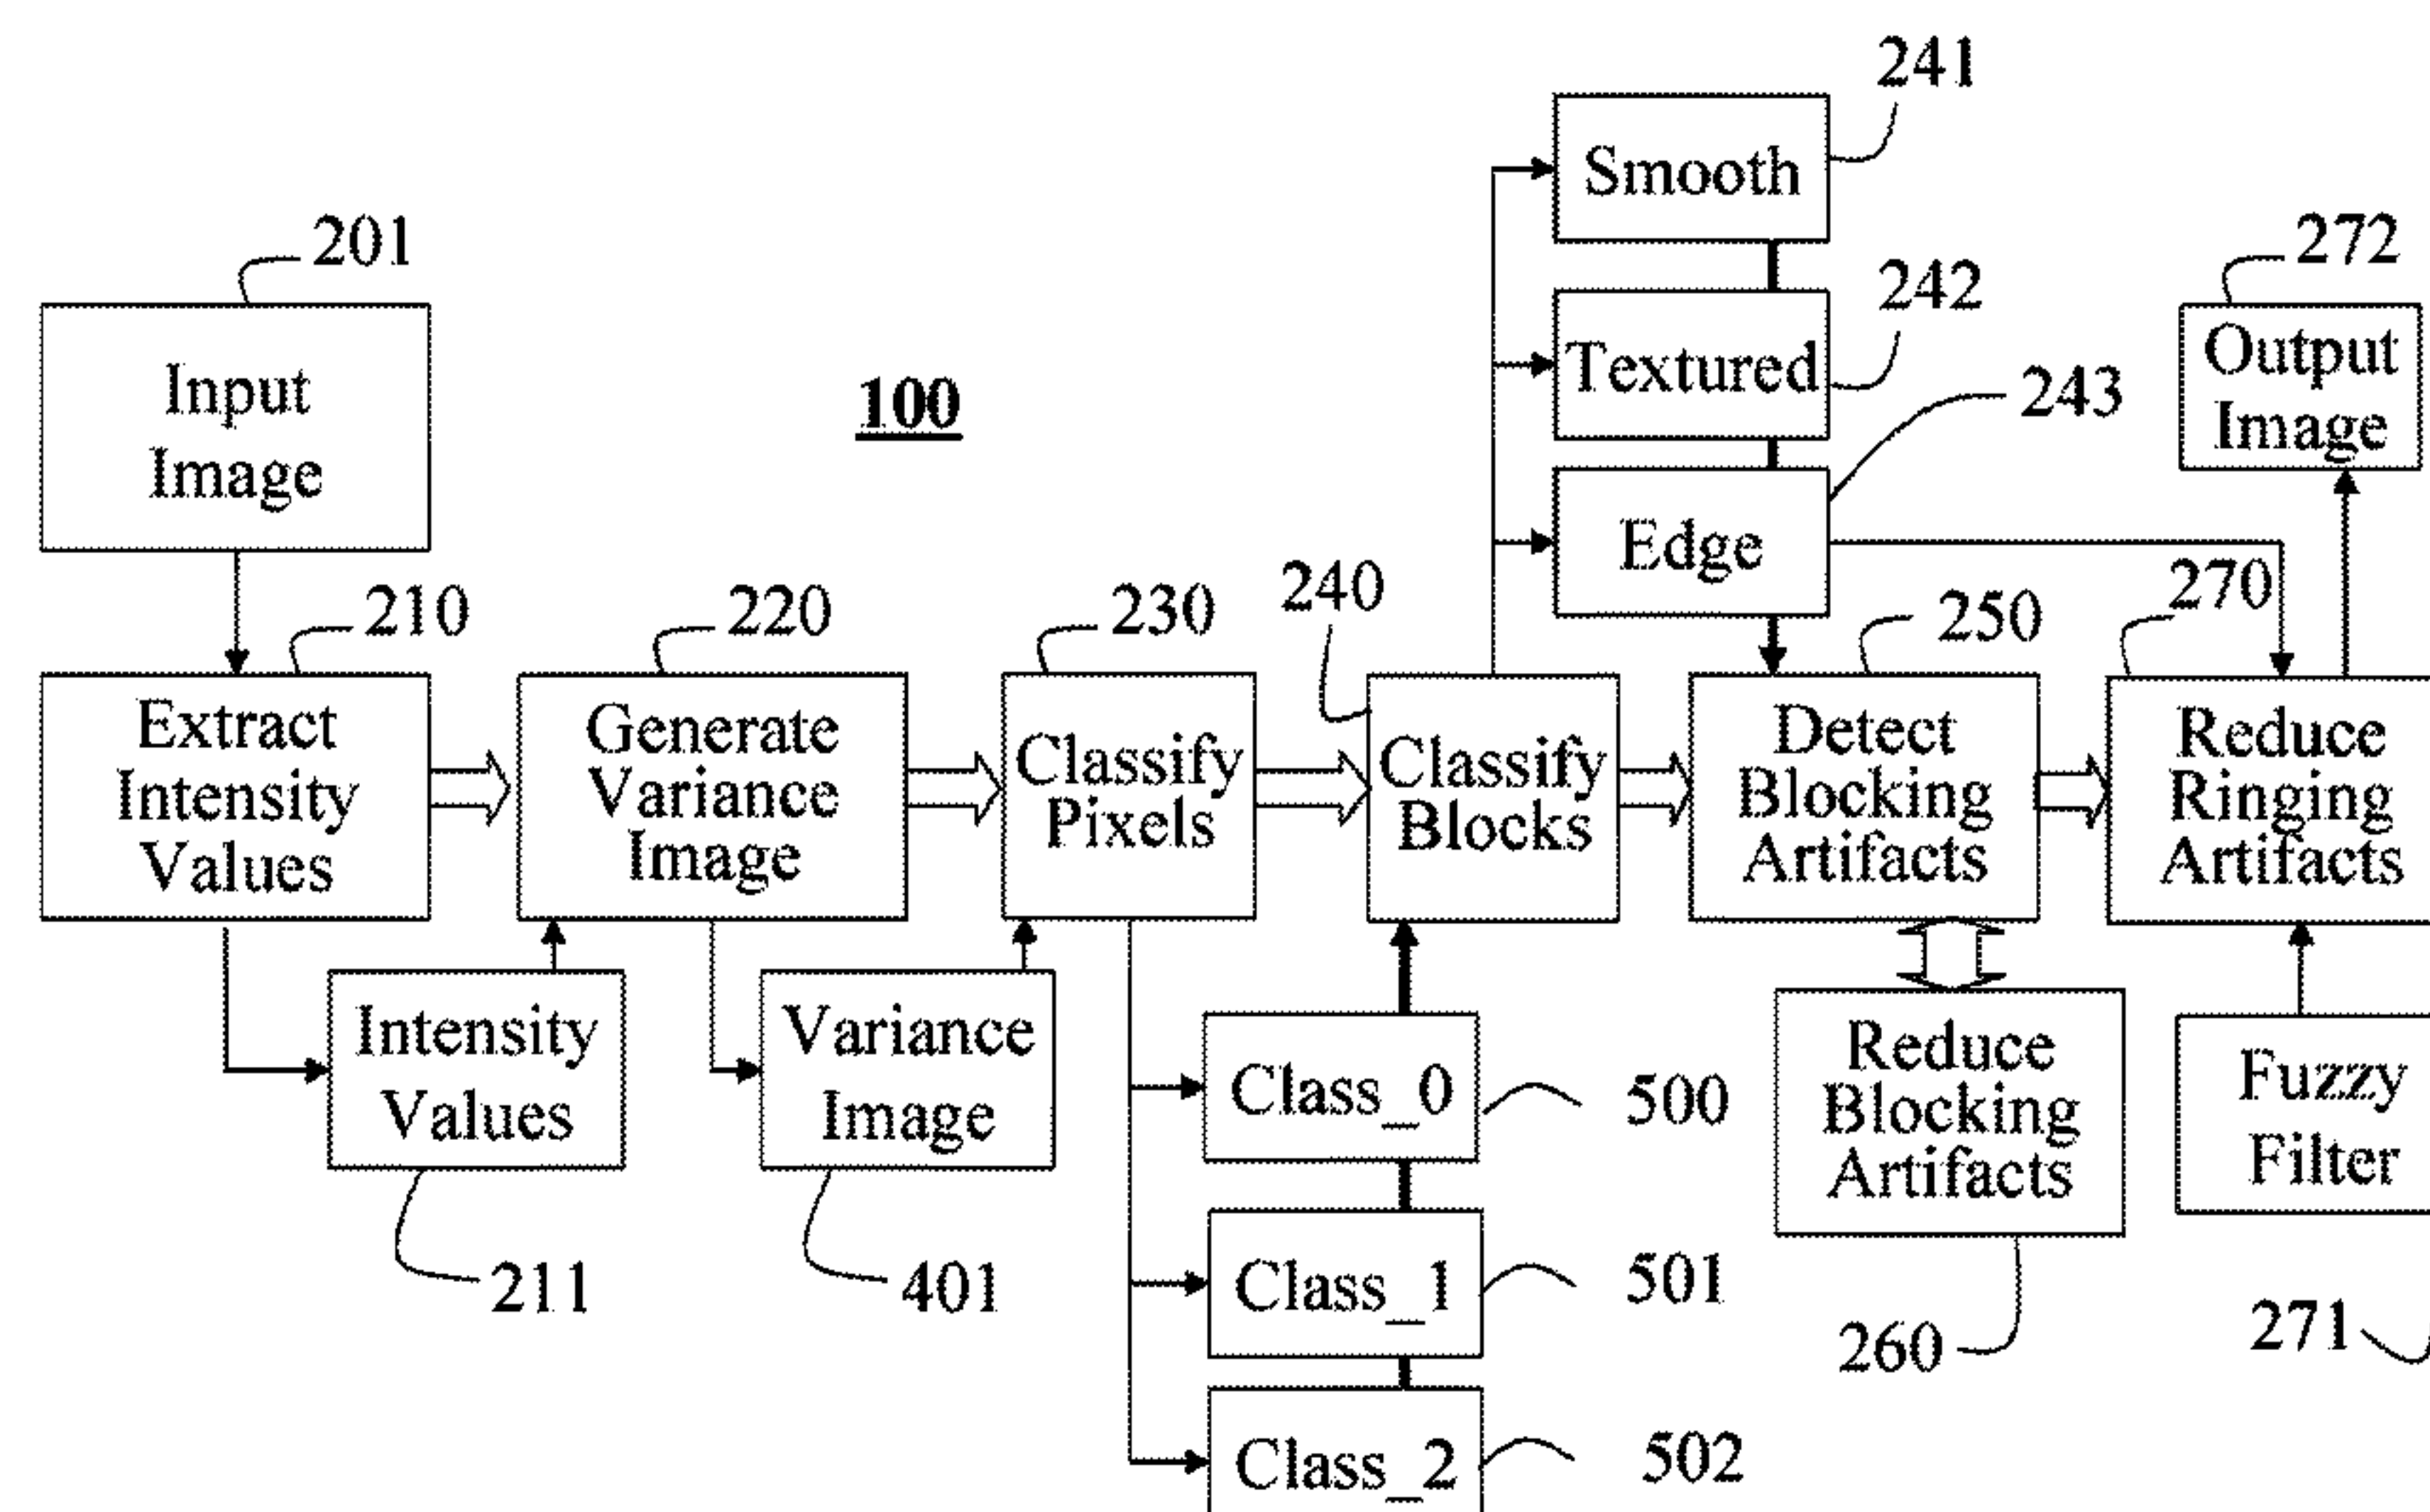 241
Smooth
201
272
242
Input
Image
Textured
Output
Image
100
243
Edge
240
210
220
230
250
270
Extract
Intensity
Values
Generate
Variance
Image
Classify
Pixels
Classify
Blocks
Detect
Blocking
Artifacts
Reduce
Ringing
Artifacts
Intensity
Values
Variance
Image
Class_0
500
Reduce
Blocking
Artifacts
Fuzzy
Filter
211
401
Class_1
501
260
271
Class_2
502